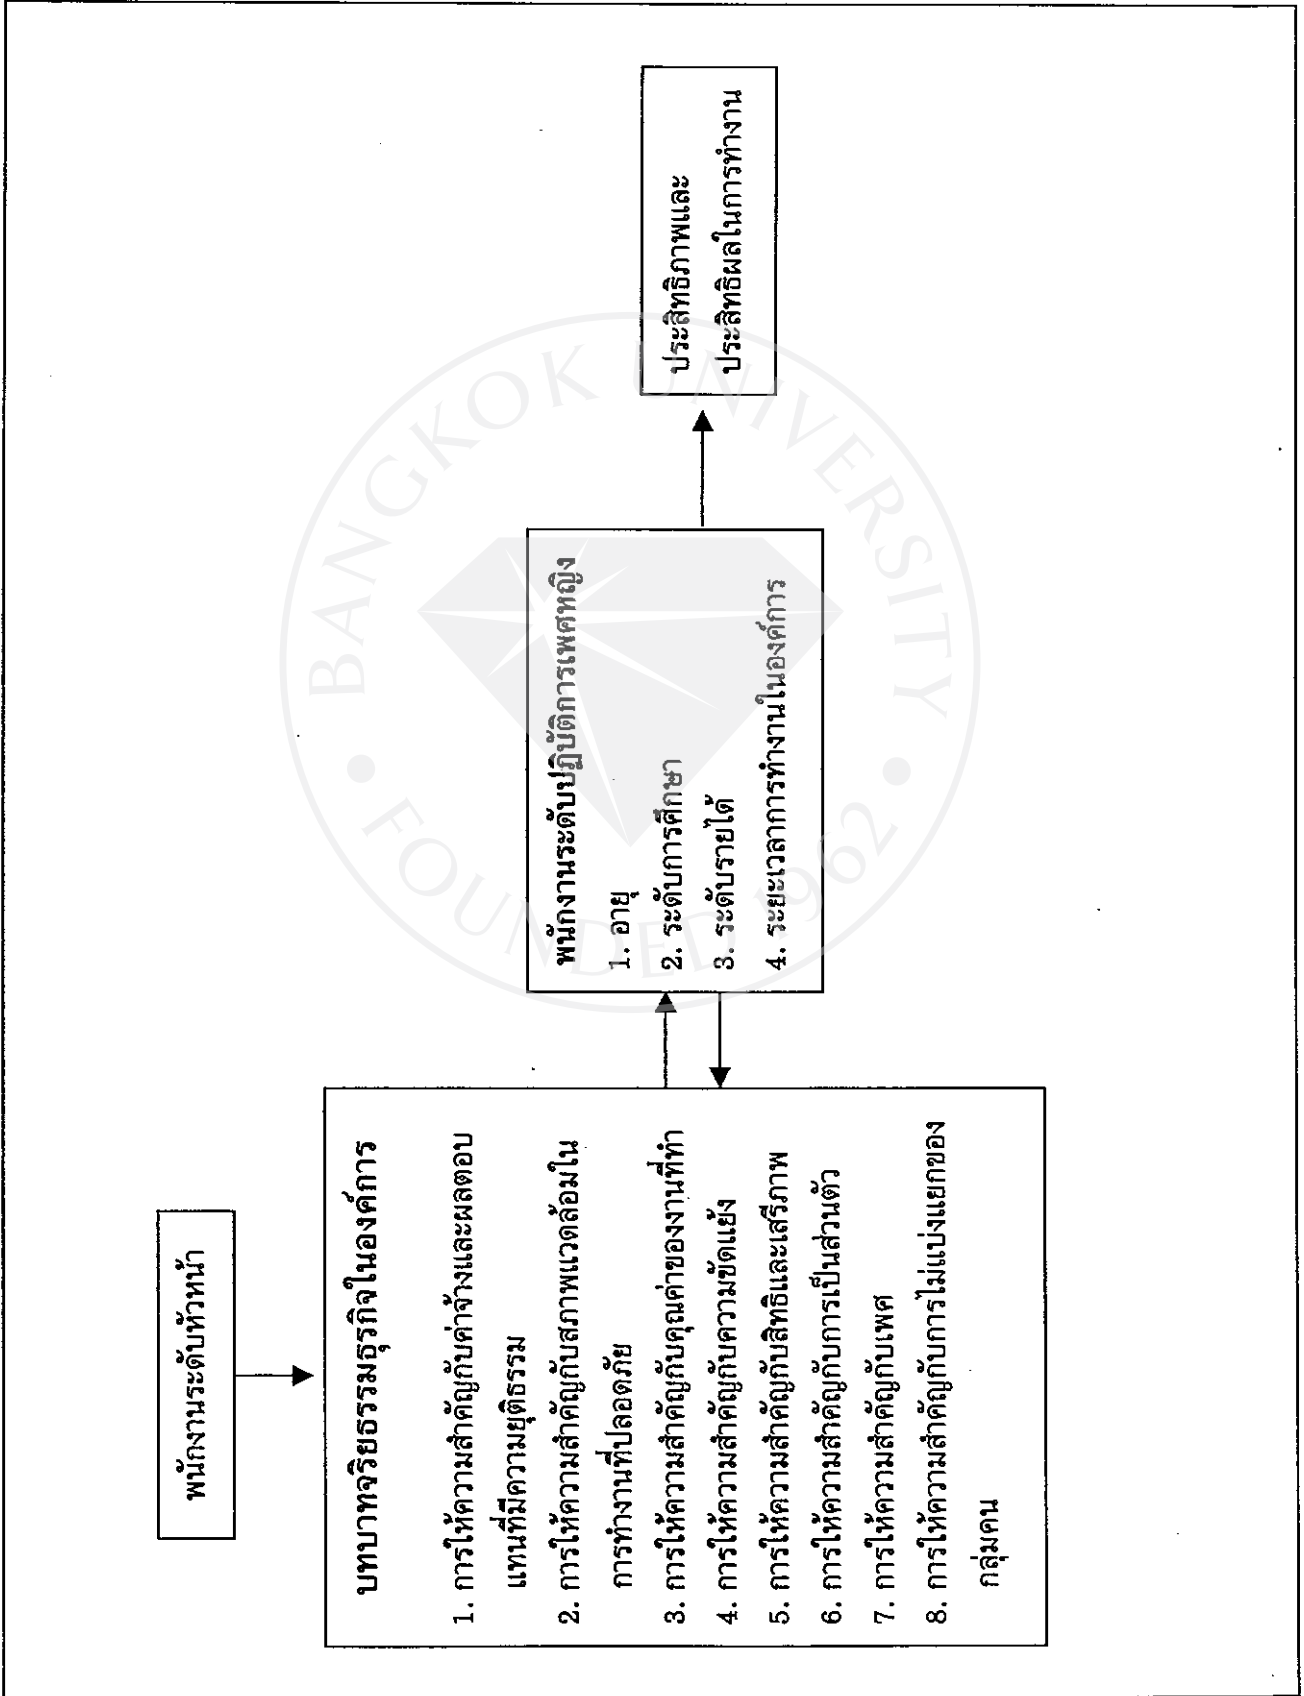 พนักงานระดับหัวหน้า
บทบาทจริยธรรมธุรกิจในองค์การ
1. การให้ความสำคัญกับค่าจ้างและผลตอบ
แทนที่มีความยุติธรรม
2. การให้ความสำคัญกับสภาพแวดล้อมใน
การทำงานที่ปลอดภัย
3. การให้ความสำคัญกับคุณค่าของงานที่ทำ
4. การให้ความสำคัญกับความขัดแย้ง
5. การให้ความสำคัญกับสิทธิและเสรีภาพ
6. การให้ความสำคัญกับการเป็นส่วนตัว
7. การให้ความสำคัญกับเพศ
8. การให้ความสำคัญกับการไม่แบ่งแยกของ
กลุ่มคน
พนักงานระดับปฏิบัติการเพศหญิง
1. อายุ
2. ระดับการศึกษา
3. ระดับรายได้
4. ระยะเวลาการทำงานในองค์การ
ประสิทธิภาพและ
ประสิทธิผลในการทำงาน
BANGKOK UNIVERSITY
FOUNDED 1962